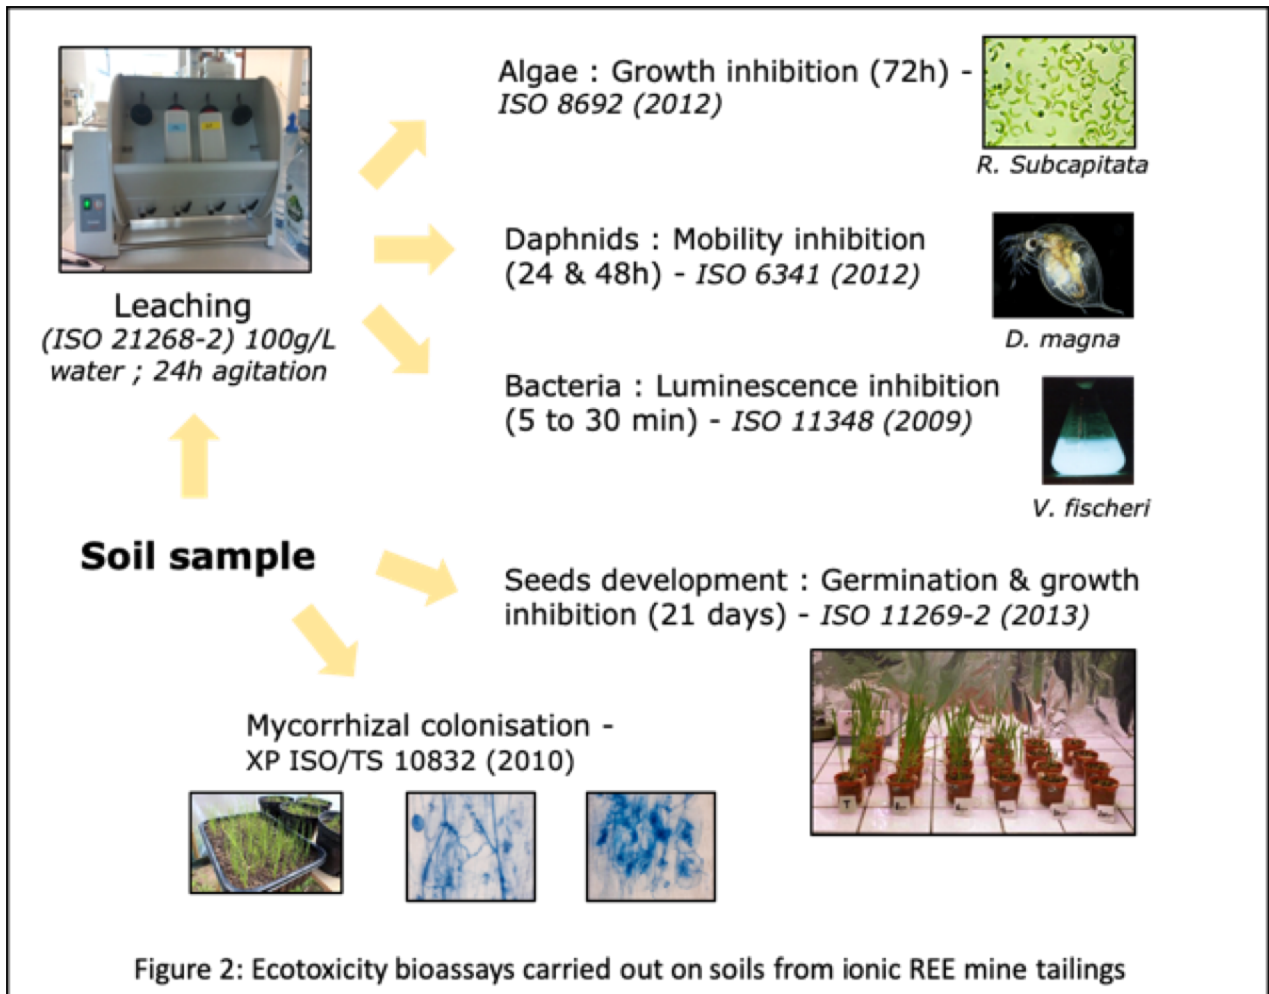 Algae : Growth inhibition (72h) -
ISO 8692 (2012)
R. Subcapitata
Daphnids : Mobility inhibition
(24 & 48h) - ISO 6341 (2012)
D. magna
Leaching
(ISO 21268-2) 100g/L
water ; 24h agitation
Bacteria : Luminescence inhibition
(5 to 30 min) - ISO 11348 (2009)
V. fischeri
Soil sample
Seeds development : Germination & growth
inhibition (21 days) - ISO 11269-2 (2013)
Mycorrhizal colonisation -
XP ISO/TS 10832 (2010)
T
Figure 2: Ecotoxicity bioassays carried out on soils from ionic REE mine tailings